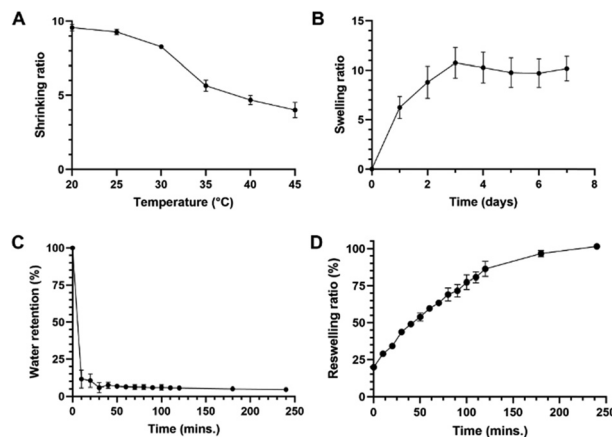 A
Shrinking ratio
10
5
0
20 25 30 35 40 45
Temperature (°C)
B
Swelling ratio
15
10
5
0
0 2 4 6 8
Time (days)
C
Water retention (%)
100
75
50
25
0
0 50 100 150 200 250
Time (mins.)
D
Reswelling ratio (%)
100
75
50
25
0
0 50 100 150 200 250
Time (mins.)